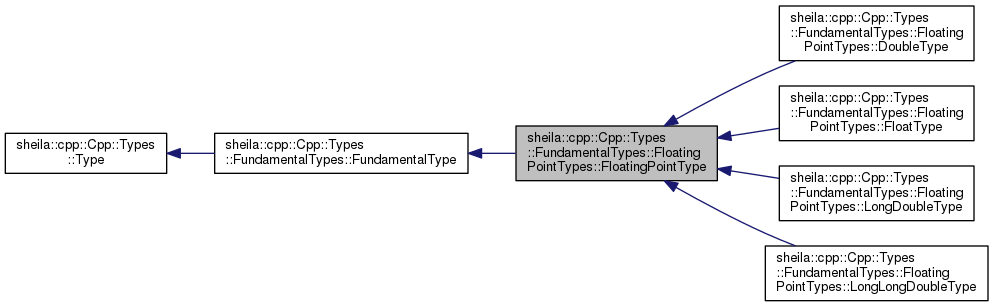 sheila::cpp::Cpp::Types
::Type
sheila::cpp::Cpp::Types
::FundamentalTypes::FundamentalType
sheila::cpp::Cpp::Types
::FundamentalTypes::Floating
PointTypes::FloatingPointType
sheila::cpp::Cpp::Types
::FundamentalTypes::Floating
PointTypes::DoubleType
sheila::cpp::Cpp::Types
::FundamentalTypes::Floating
PointTypes::FloatType
sheila::cpp::Cpp::Types
::FundamentalTypes::Floating
PointTypes::LongDoubleType
sheila::cpp::Cpp::Types
::FundamentalTypes::Floating
PointTypes::LongLongDoubleType